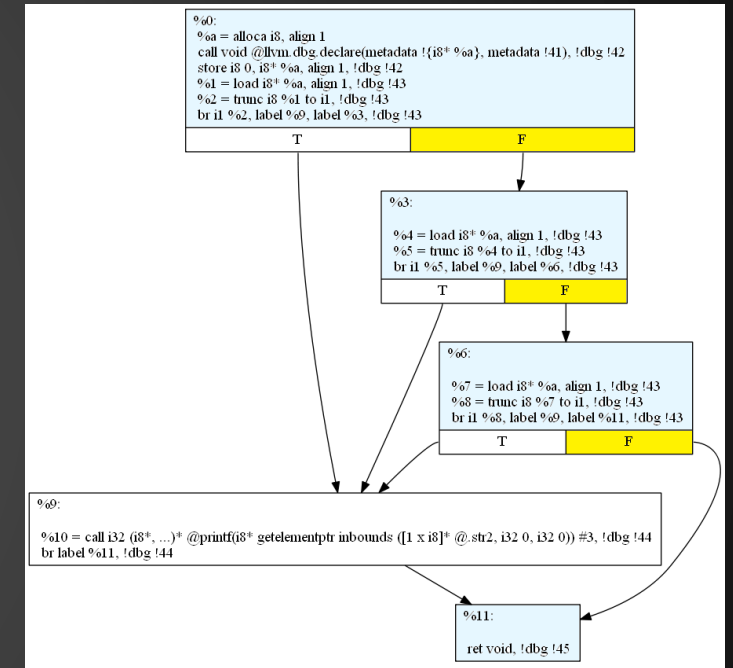 %0:
%a = alloca i8, align 1
call void @llvm.dbg.declare(metadata !{i8* %a}, metadata !41), !dbg !42
store i8 0, i8* %a, align 1, !dbg !42
%1 = load i8* %a, align 1, !dbg !43
%2 = trunc i8 %1 to i1, !dbg !43
br i1 %2, label %9, label %3, !dbg !43
T
F
%3:
%4 = load i8* %a, align 1, !dbg !43
%5 = trunc i8 %4 to i1, !dbg !43
br i1 %5, label %9, label %6, !dbg !43
T
F
%6:
%7 = load i8* %a, align 1, !dbg !43
%8 = trunc i8 %7 to i1, !dbg !43
br i1 %8, label %9, label %11, !dbg !43
T
F
%9:
%10 = call i32 (i8*, ...)* @printf(i8* getelementptr inbounds ([1 x i8]* @.str2, i32 0, i32 0)) #3, !dbg !44
br label %11, !dbg !44
%11:
ret void, !dbg !45